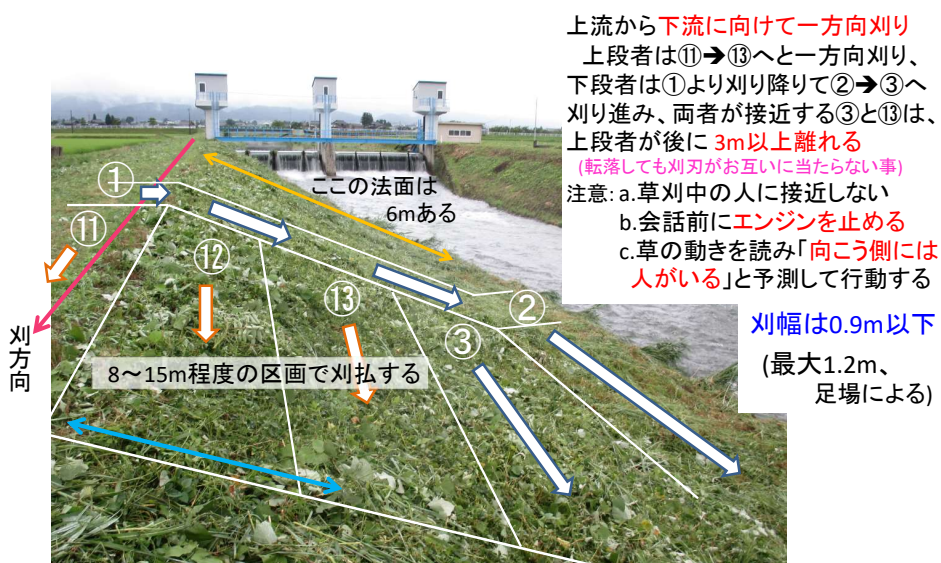 上流から下流に向けて一方向刈り
上段者は⑪➔⑬へと一方向刈り、
下段者は①より刈り降りて②➔③へ
刈り進み、両者が接近する③と⑬は、
上段者が後に 3m以上離れる
(転落しても刈刃がお互いに当たらない事)
注意: a.草刈中の人に接近しない
b.会話前にエンジンを止める
c.草の動きを読み「向こう側には
人がいる」と予測して行動する
刈幅は0.9m以下
(最大1.2m、
足場による)
ここの法面は
6mある
①
⑪
⑫
⑬
②
③
刈方向
8～15m程度の区画で刈払する